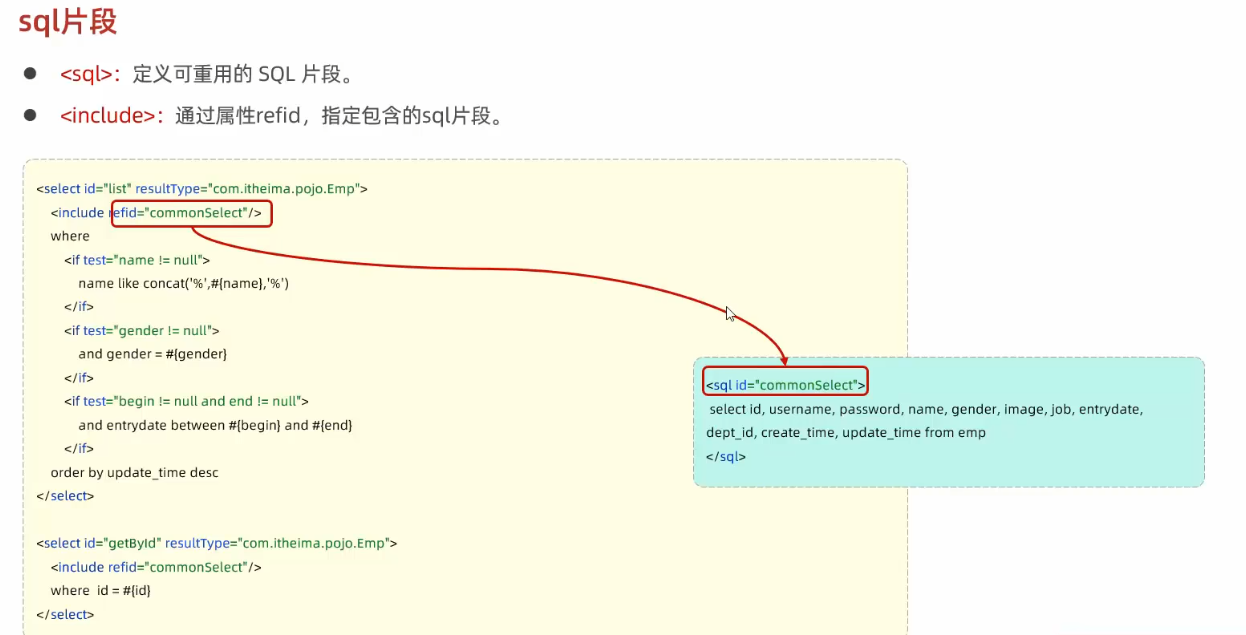 sql片段
● <sql>：定义可重用的 SQL 片段。
● <include>：通过属性refid，指定包含的sql片段。
<select id="list" resultType="com.itheima.pojo.Emp">
<include refid="commonSelect"/>
where
<if test="name != null">
name like concat('%',#{name},'%')
</if>
<if test="gender != null">
and gender = #{gender}
</if>
<if test="begin != null and end != null">
and entrydate between #{begin} and #{end}
</if>
order by update_time desc
</select>
<select id="getById" resultType="com.itheima.pojo.Emp">
<include refid="commonSelect"/>
where id = #{id}
</select>
<sql id="commonSelect">
select id, username, password, name, gender, image, job, entrydate,
dept_id, create_time, update_time from emp
</sql>